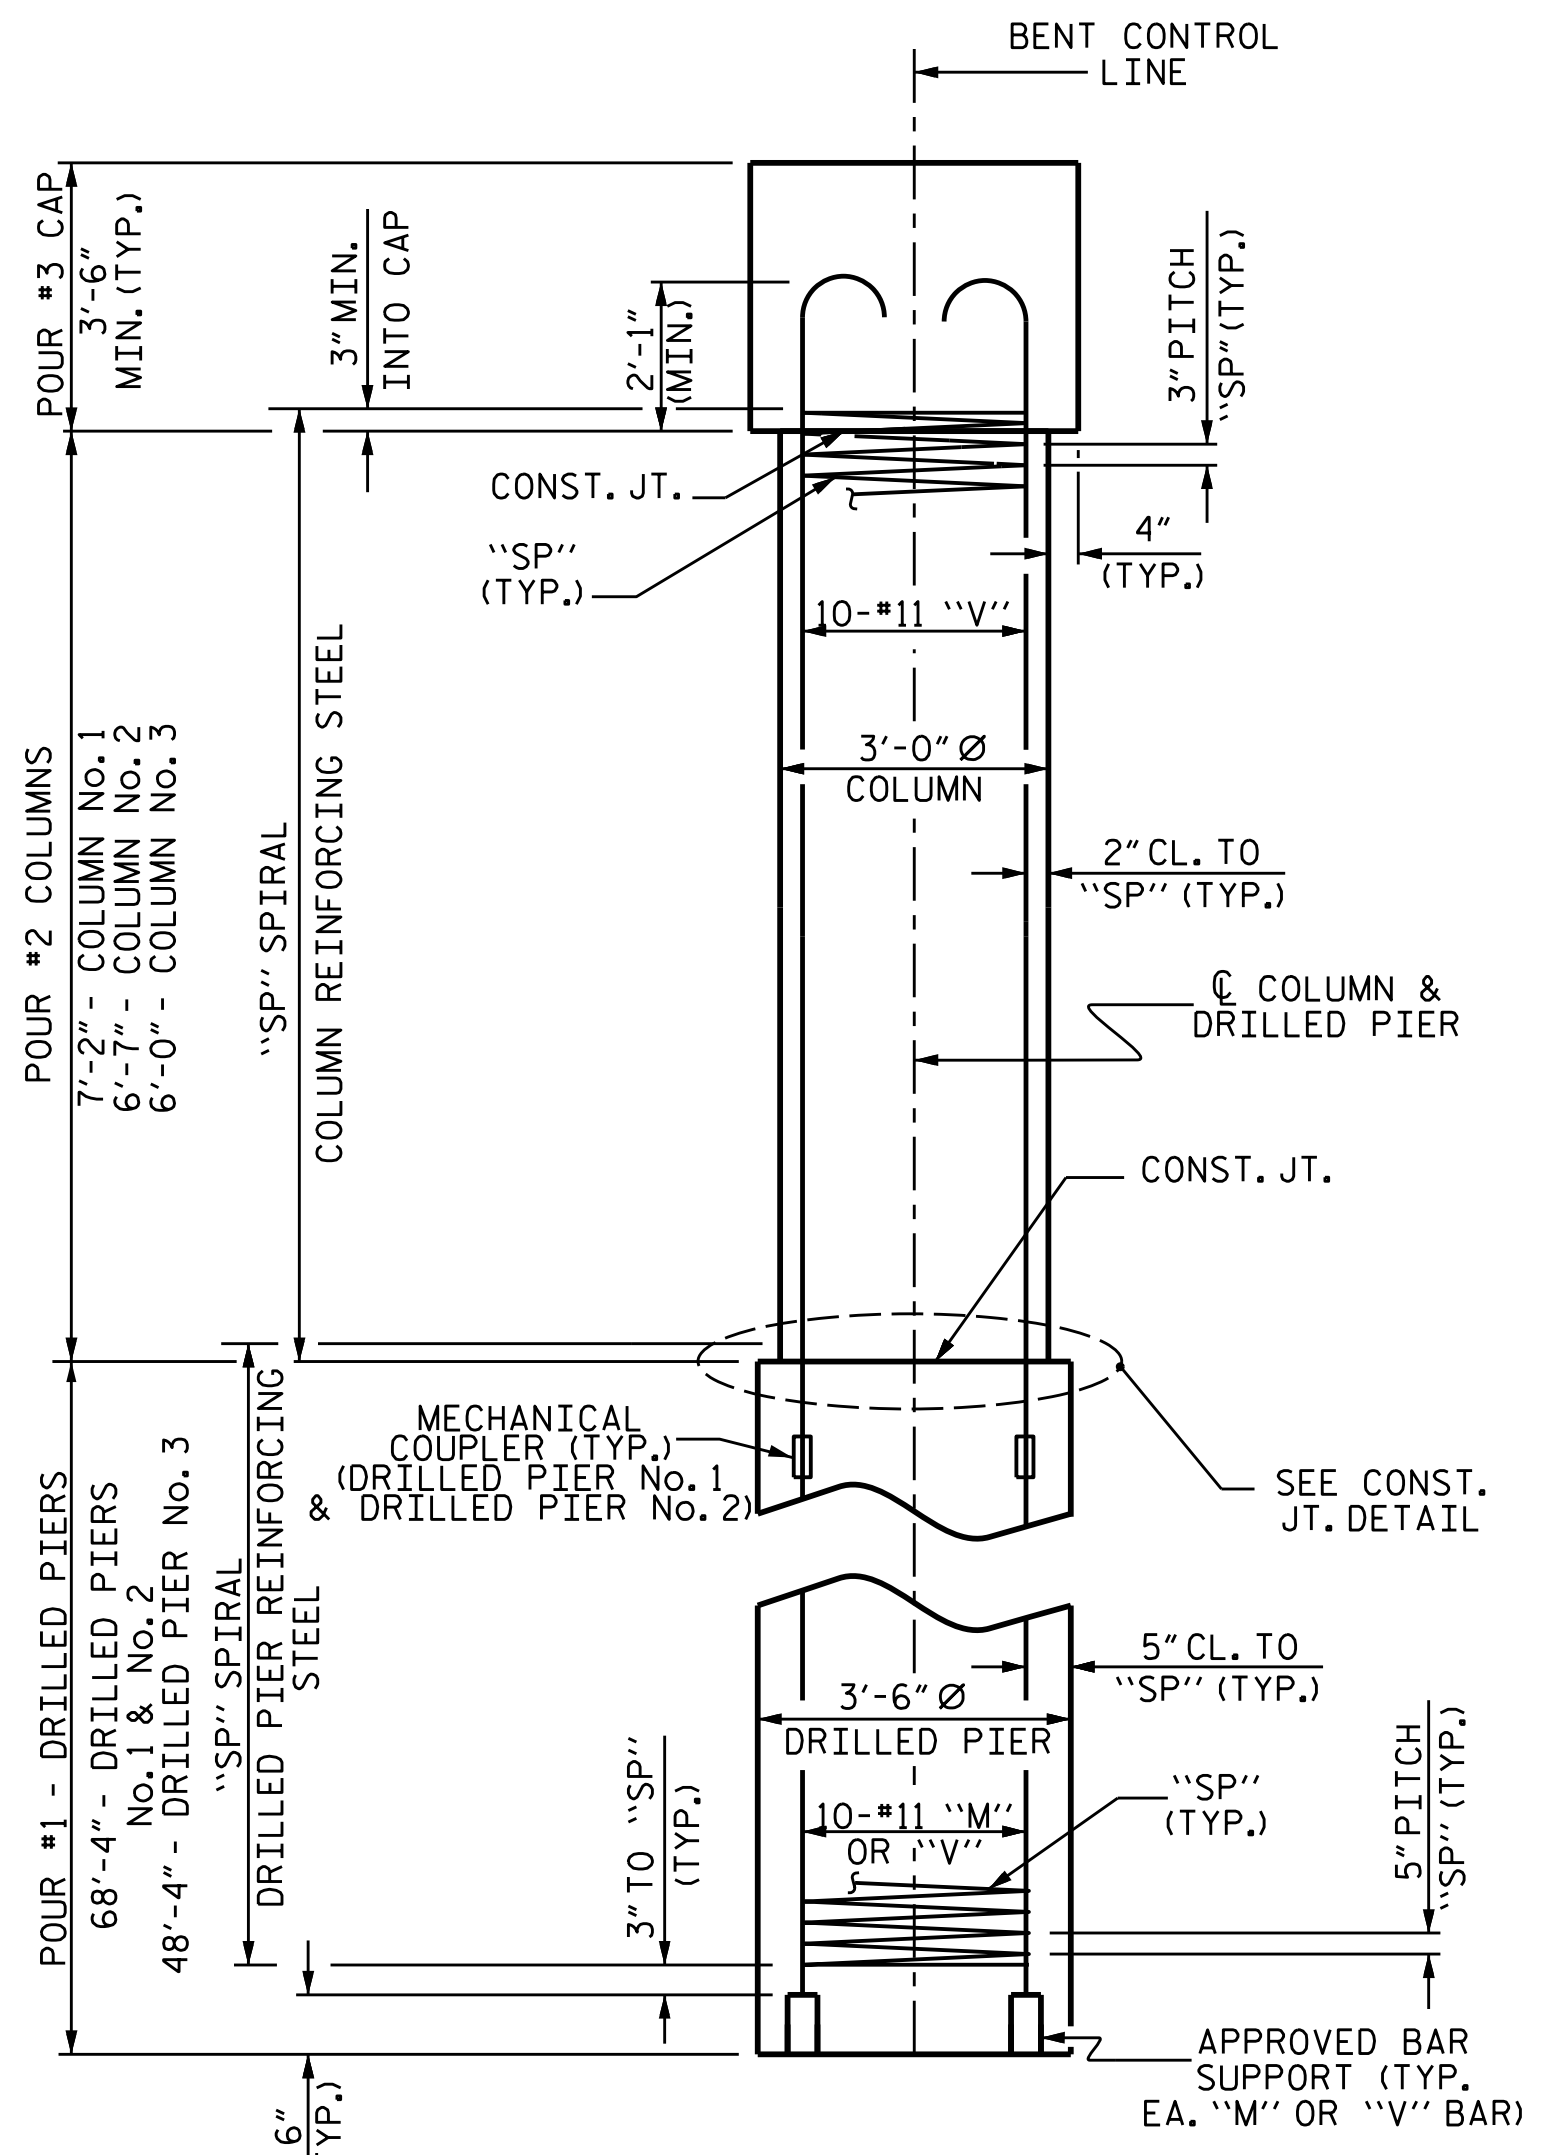 BENT CONTROL
LINE
POUR #3 CAP
3'-6"
MIN. (TYP.)
3" MIN.
INTO CAP
2'-1"
(MIN.)
3" PITCH
"SP" (TYP.)
CONST. JT.
"SP"
(TYP.)
4"
(TYP.)
10-#11 "V"
3'-0" Ø
COLUMN
POUR #2 COLUMNS
7'-2" - COLUMN No. 1
6'-7" - COLUMN No. 2
6'-0" - COLUMN No. 3
"SP" SPIRAL
COLUMN REINFORCING STEEL
2" CL. TO
"SP" (TYP.)
℄ COLUMN &
DRILLED PIER
CONST. JT.
MECHANICAL
COUPLER (TYP.)
(DRILLED PIER No. 1
& DRILLED PIER No. 2)
SEE CONST.
JT. DETAIL
POUR #1 - DRILLED PIERS
68'-4" - DRILLED PIERS
No. 1 & No. 2
48'-4" - DRILLED PIER No. 3
"SP" SPIRAL
DRILLED PIER REINFORCING
STEEL
5" CL. TO
"SP" (TYP.)
3'-6" Ø
DRILLED PIER
3" TO "SP"
(TYP.)
10-#11 "M"
OR "V"
"SP"
(TYP.)
5" PITCH
"SP" (TYP.)
APPROVED BAR
SUPPORT (TYP.
EA. "M" OR "V" BAR)
6"
YP.)